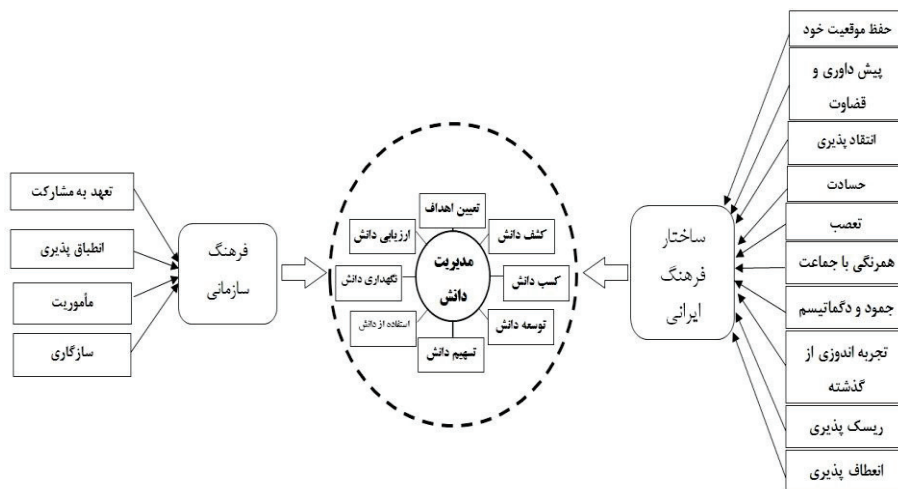 حفظ موقعیت خود
پیش داوری و
قضاوت
انتقاد پذیری
حسادت
تعصب
همرنگی با جماعت
جمود و دگماتیسم
تجربه اندوزی از
گذشته
ریسک پذیری
انعطاف پذیری
ساختار
فرهنگ
ایرانی
تعیین اهداف
کشف دانش
کسب دانش
توسعه دانش
تسهیم دانش
استفاده از دانش
نگهداری دانش
ارزیابی دانش
مدیریت
دانش
فرهنگ
سازمانی
تعهد به مشارکت
انطباق پذیری
مأموریت
سازگاری